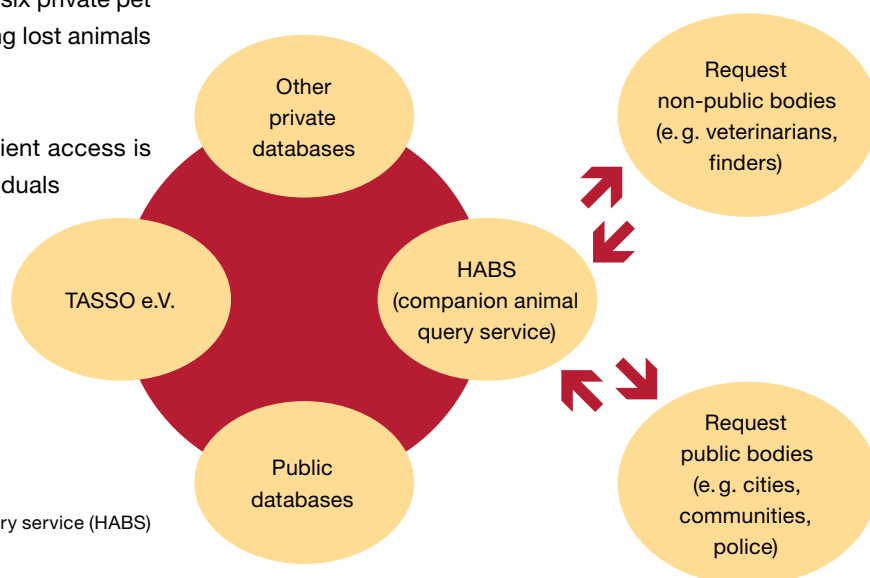 six private pet
ng lost animals
ient access is
duals
Other
private
databases
Request
non-public bodies
(e. g. veterinarians,
finders)
TASSO e.V.
HABS
(companion animal
query service)
Public
databases
Request
public bodies
(e. g. cities,
communities,
police)
ry service (HABS)